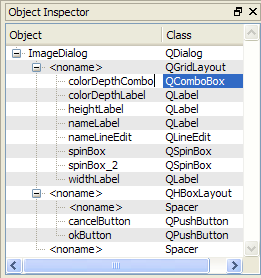 Object Inspector
Object Class
ImageDialog QDialog
<noname> QGridLayout
colorDepthCombo QComboBox
colorDepthLabel QLabel
heightLabel QLabel
nameLabel QLabel
nameLineEdit QLineEdit
spinBox QSpinBox
spinBox_2 QSpinBox
widthLabel QLabel
<noname> QHBoxLayout
<noname> Spacer
cancelButton QPushButton
okButton QPushButton
<noname> Spacer